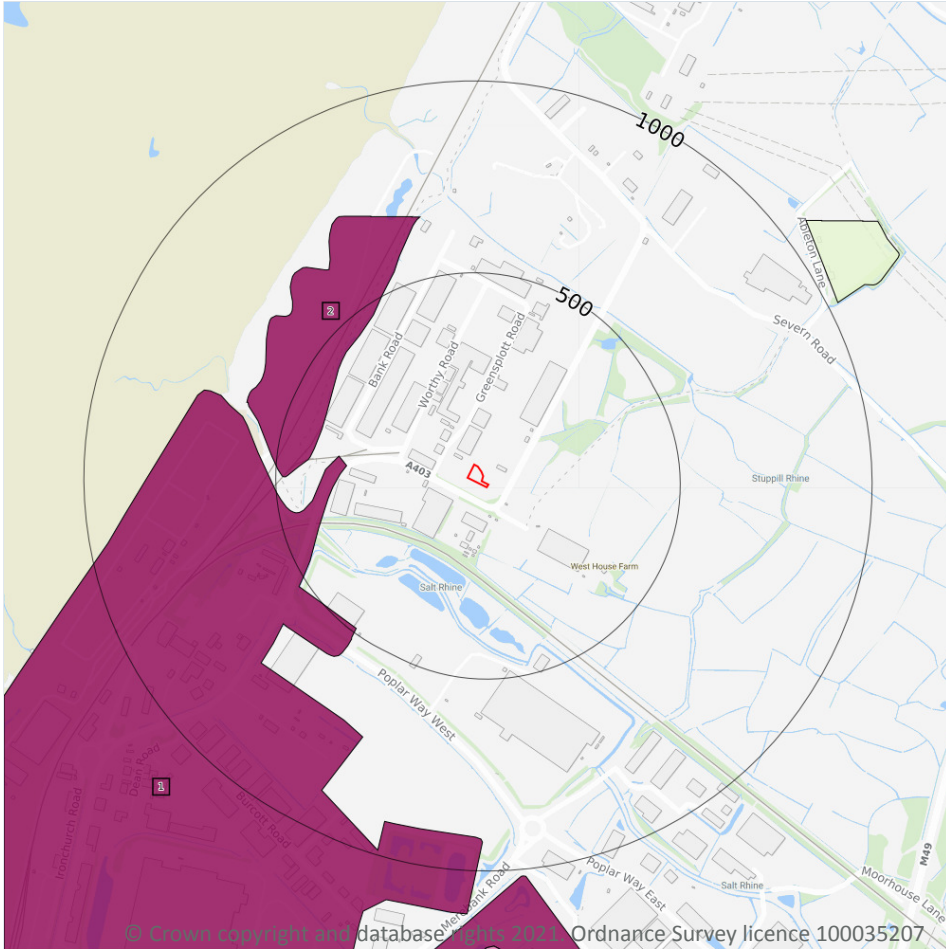 1000
Ableton Lane
500
2
Severn Road
Bank Road
Worthy Road
Greensplott Road
A403
Stuppill Rhine
West House Farm
Salt Rhine
Poplar Way West
Dean Road
1
Burcott Road
Ironchurch Road
M49
Poplar Way East
Moorhouse Lane
Salt Rhine
Road
© Crown copyright and database rights 2021. Ordnance Survey licence 100035207.